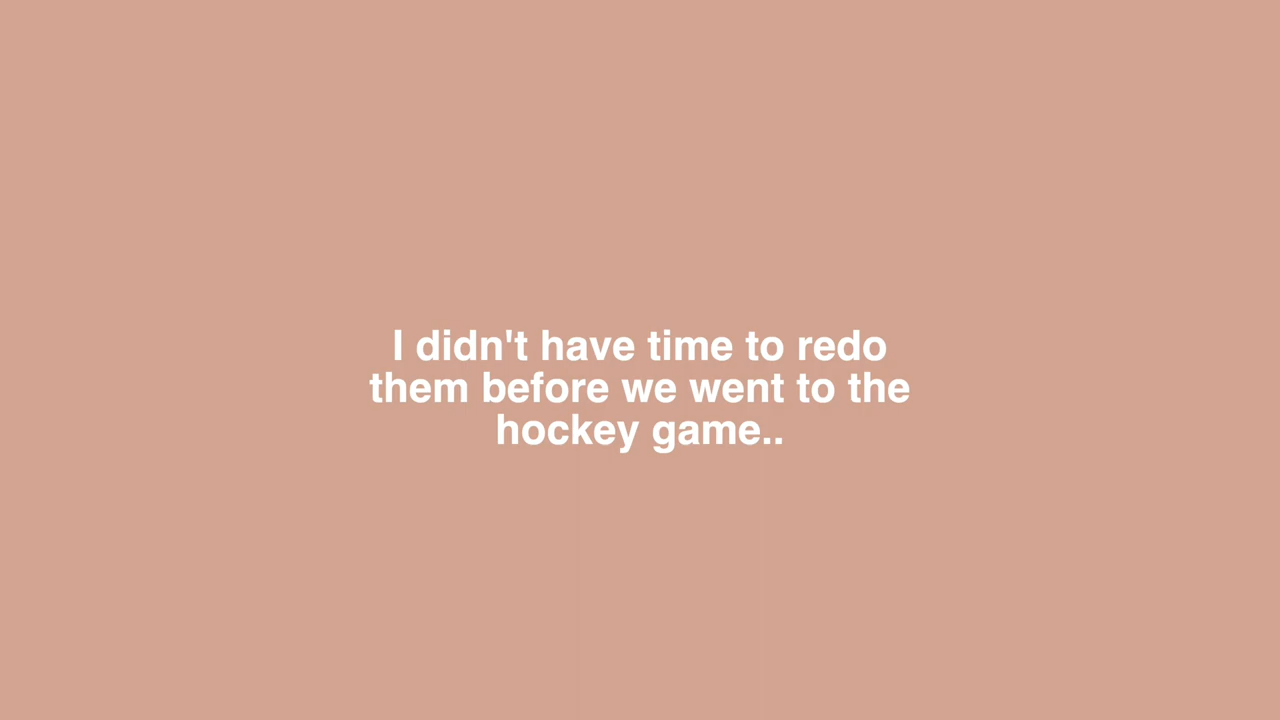 I didn't have time to redo
them before we went to the
hockey game..